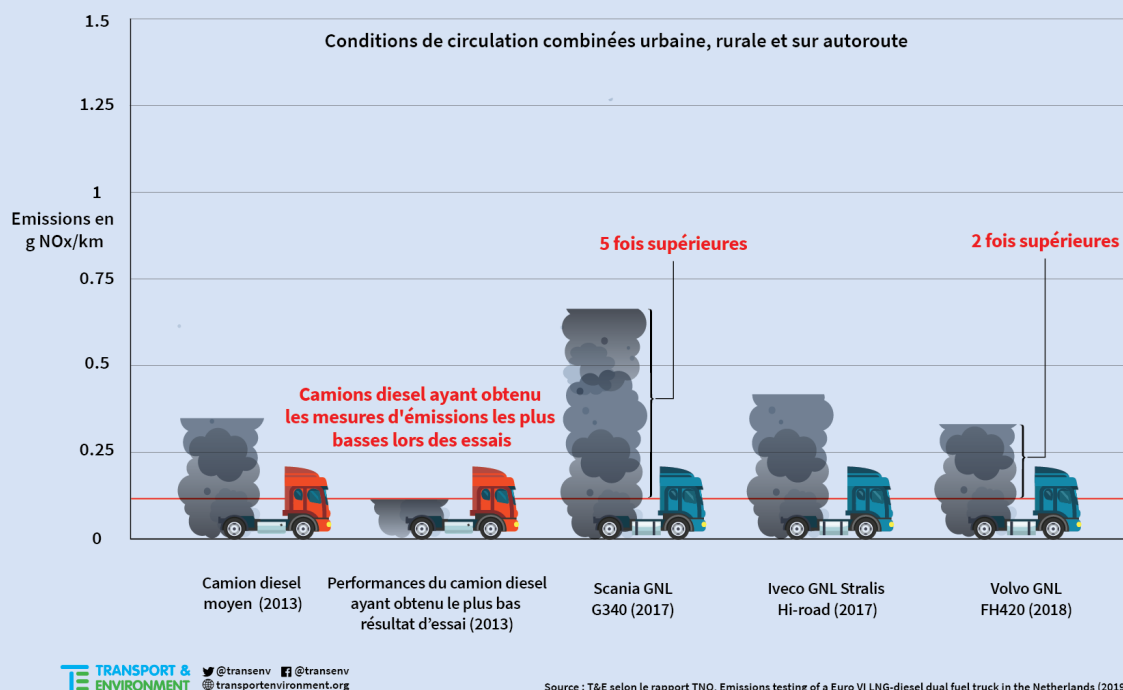 1.5
Conditions de circulation combinées urbaine, rurale et sur autoroute
1.25
1
Emissions en
g NOx/km
5 fois supérieures
2 fois supérieures
0.75
0.5
Camions diesel ayant obtenu
les mesures d'émissions les plus
basses lors des essais
0.25
0
Camion diesel
moyen (2013)
Performances du camion diesel
ayant obtenu le plus bas
résultat d’essai (2013)
Scania GNL
G340 (2017)
Iveco GNL Stralis
Hi-road (2017)
Volvo GNL
FH420 (2018)
TRANSPORT &
ENVIRONMENT
@transenv @transenv
transportenvironment.org
Source : T&E selon le rapport TNO, Emissions testing of a Euro VI LNG-diesel dual fuel truck in the Netherlands (2019